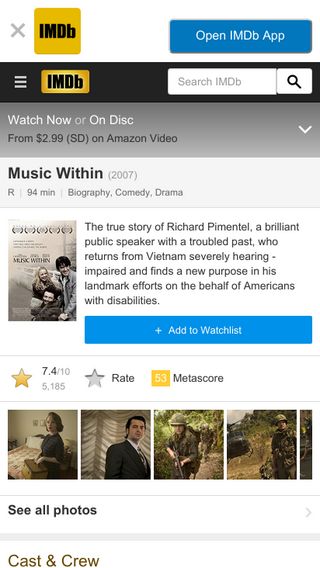 IMDb
Open IMDb App
IMDb
Search IMDb
Watch Now or On Disc
From $2.99 (SD) on Amazon Video
Music Within (2007)
R | 94 min | Biography, Comedy, Drama
MUSIC WITHIN
The true story of Richard Pimentel, a brilliant
public speaker with a troubled past, who
returns from Vietnam severely hearing -
impaired and finds a new purpose in his
landmark efforts on the behalf of Americans
with disabilities.
+ Add to Watchlist
7.4/10
5,185
Rate
53 Metascore
See all photos
Cast & Crew